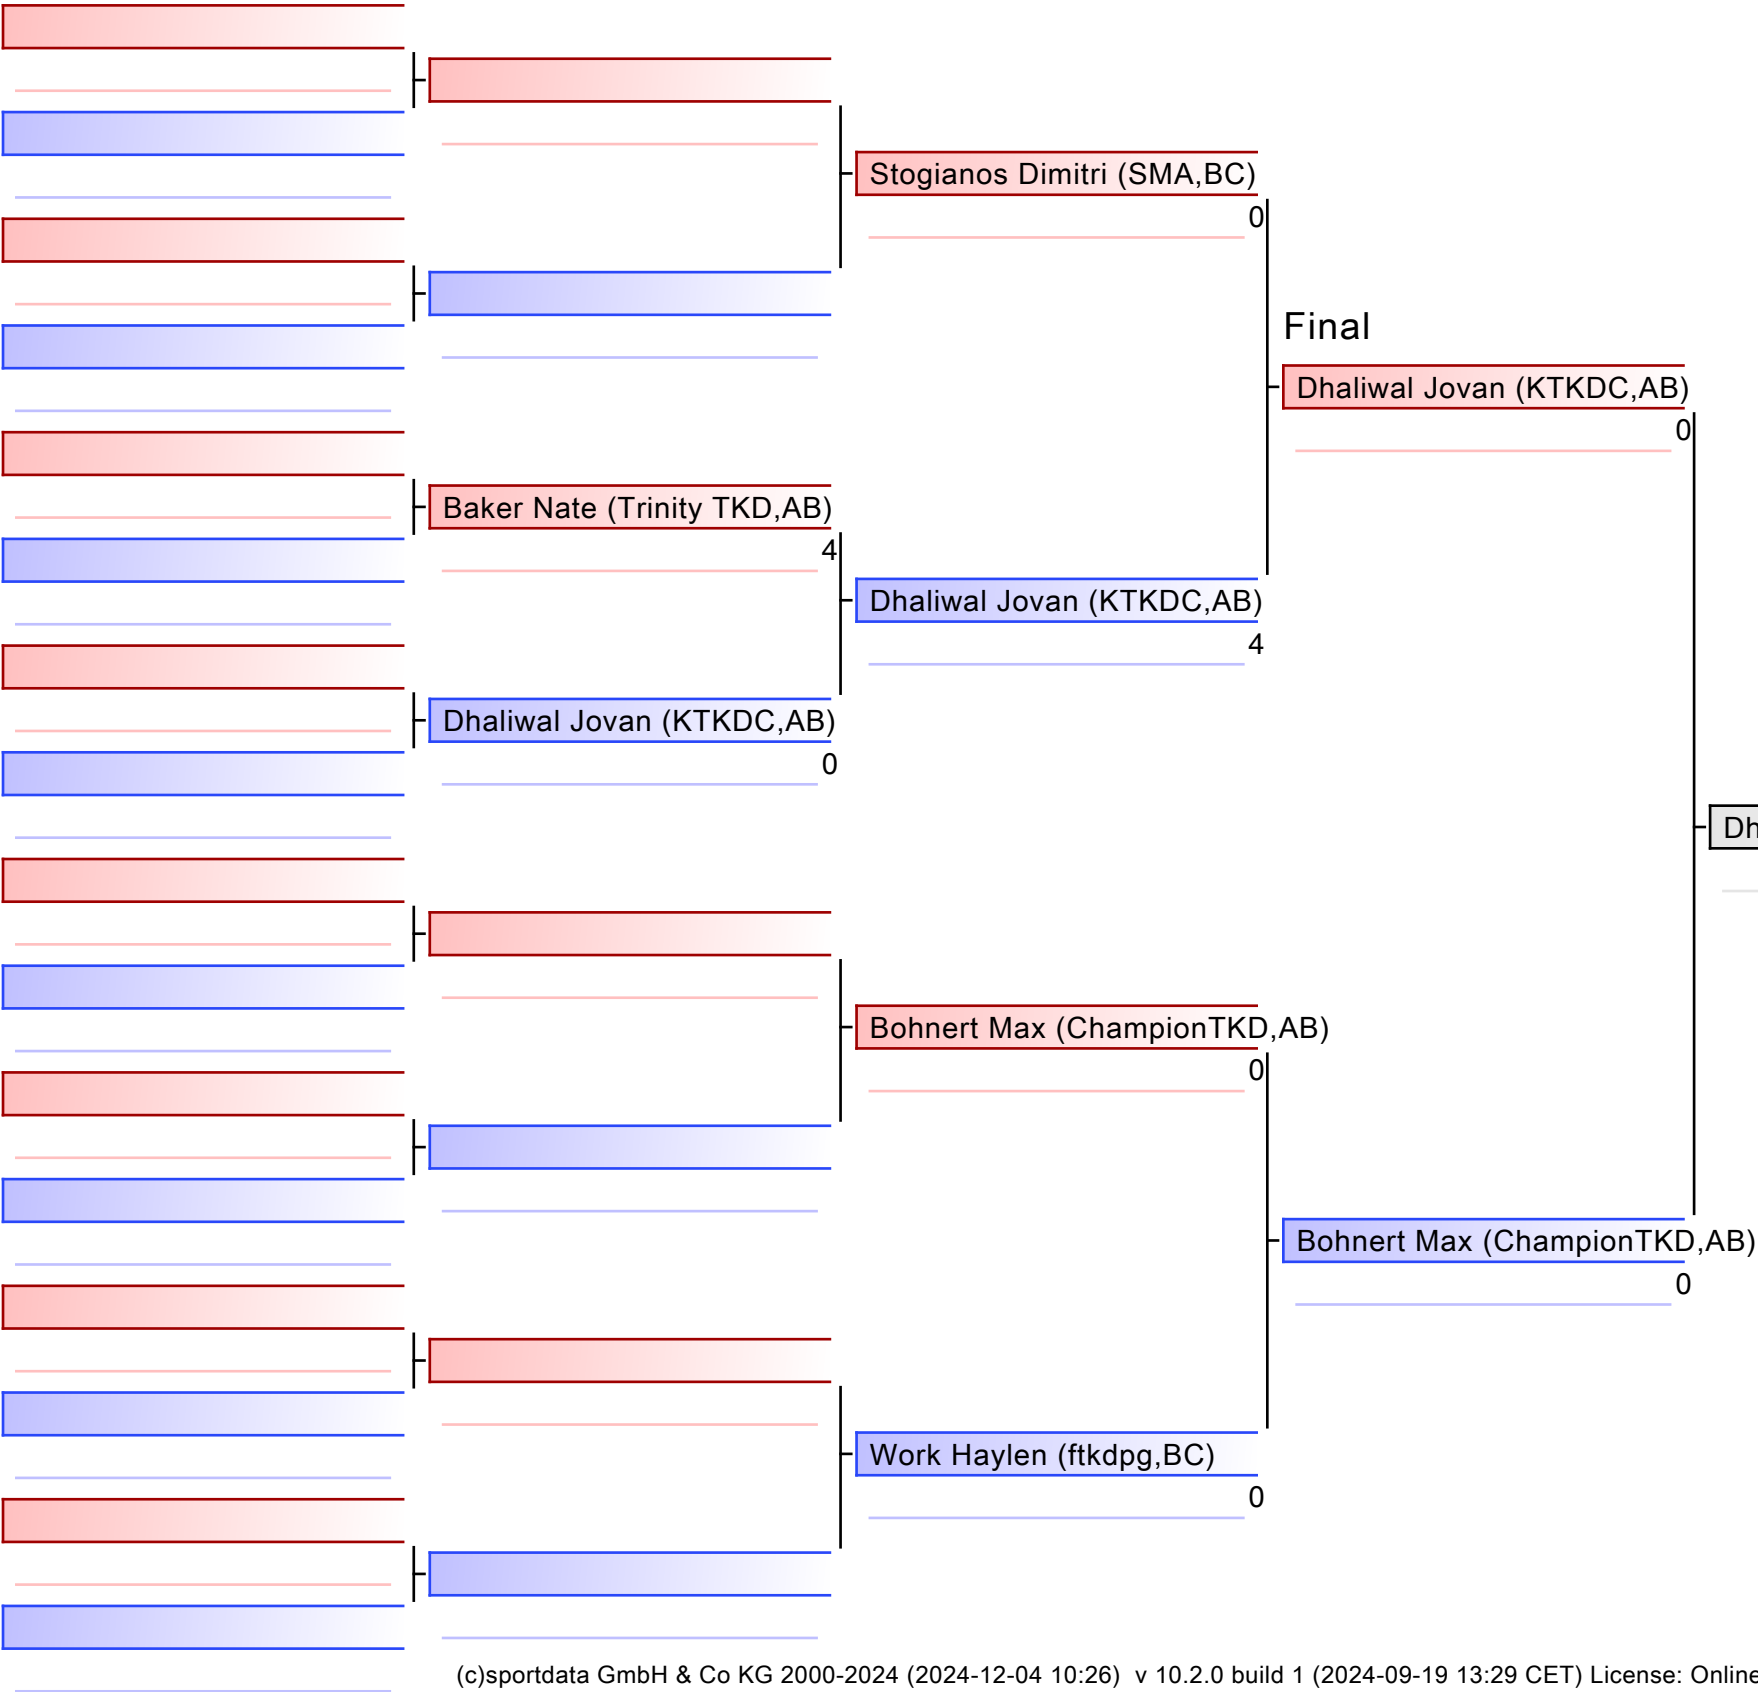 Stogianos Dimitri (SMA,BC)
0
Final
Dhaliwal Jovan (KTKDC,AB)
0
Baker Nate (Trinity TKD,AB)
4
Dhaliwal Jovan (KTKDC,AB)
4
Dhaliwal Jovan (KTKDC,AB)
0
Dh
Bohnert Max (ChampionTKD,AB)
0
Bohnert Max (ChampionTKD,AB)
0
Work Haylen (ftkdpg,BC)
0
(c)sportdata GmbH & Co KG 2000-2024 (2024-12-04 10:26) v 10.2.0 build 1 (2024-09-19 13:29 CET) License: Online